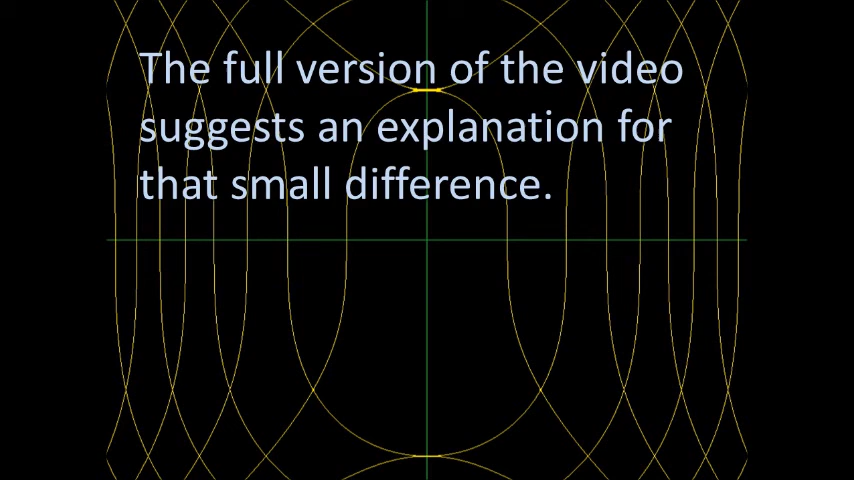 The full version of the video
suggests an explanation for
that small difference.